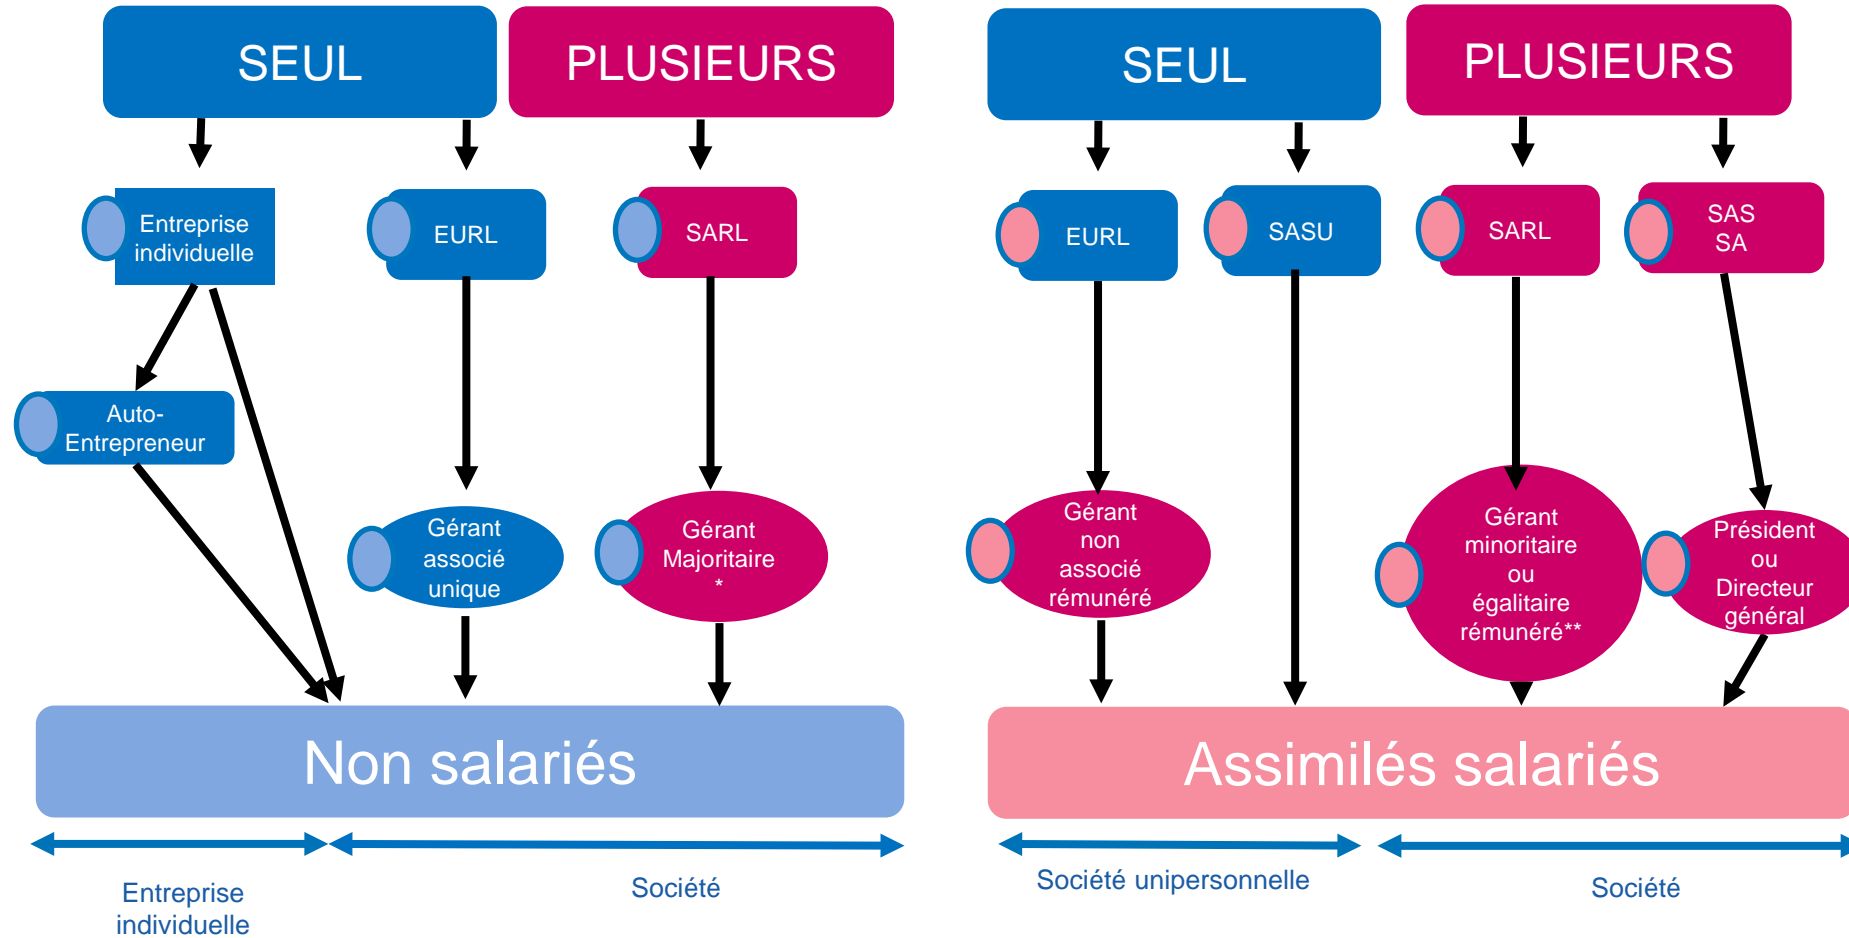 SEUL
PLUSIEURS
SEUL
PLUSIEURS
Entreprise
individuelle
EURL
SARL
EURL
SASU
SARL
SAS
SA
Auto-
Entrepreneur
Gérant
associé
unique
Gérant
Majoritaire
*
Gérant
non
associé
rémunéré
Gérant
minoritaire
ou
égalitaire
rémunéré**
Président
ou
Directeur
général
Non salariés
Assimilés salariés
Entreprise
individuelle
Société
Société unipersonnelle
Société